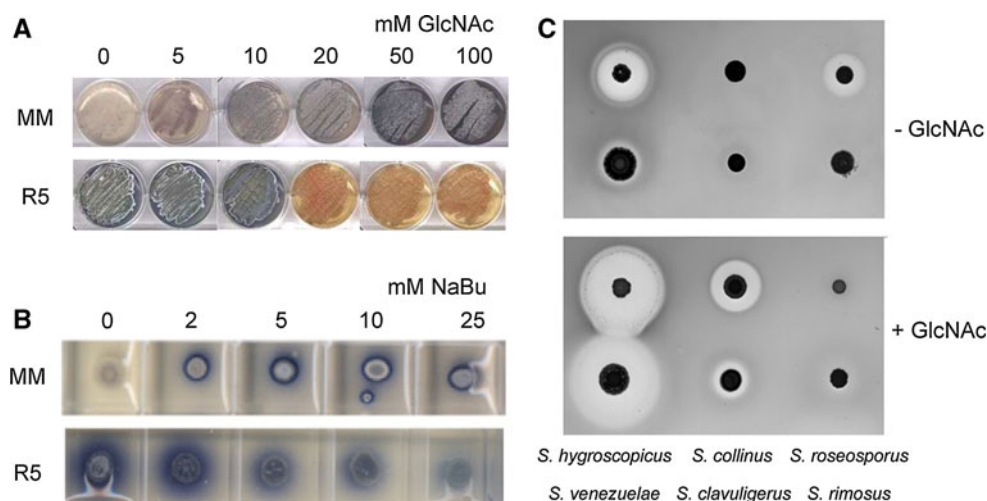 A
mM GlcNAc
0 5 10 20 50 100
MM
R5
B
mM NaBu
0 2 5 10 25
MM
R5
C
- GlcNAc
+ GlcNAc
S. hygroscopicus S. collinus S. roseosporus
S. venezuelae S. clavuligerus S. rimosus